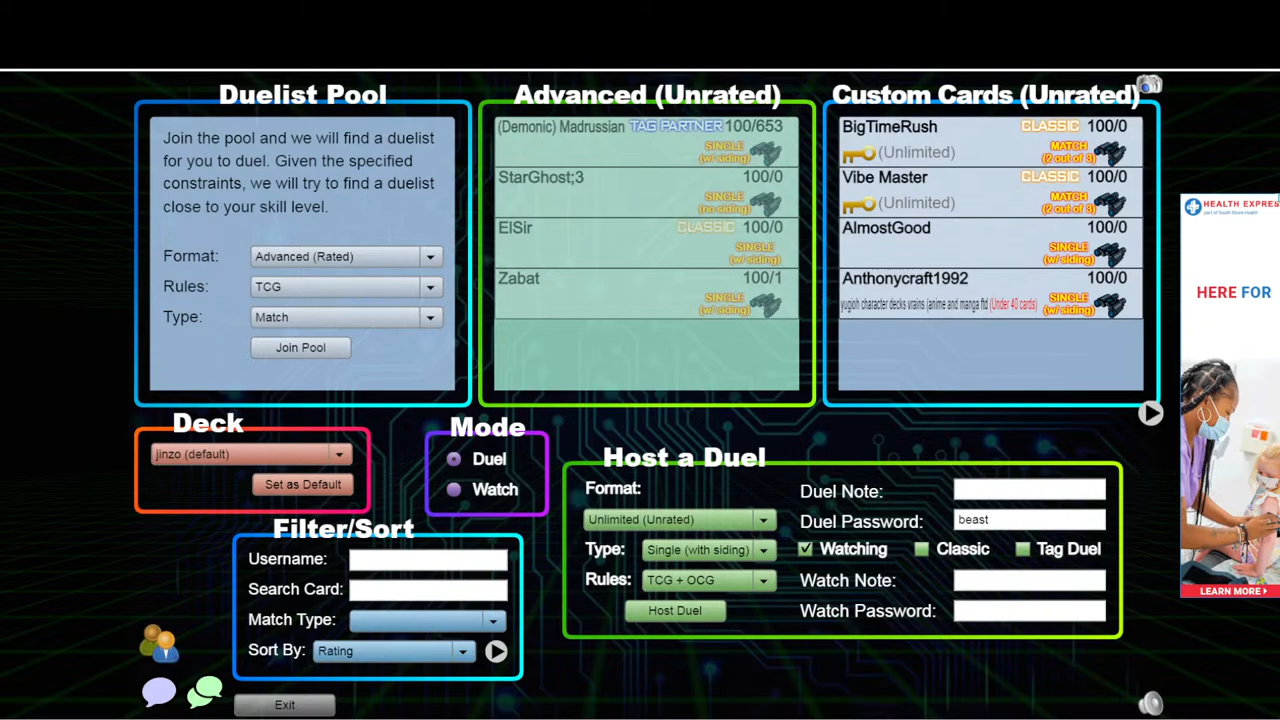 Duelist Pool
Join the pool and we will find a duelist
for you to duel. Given the specified
constraints, we will try to find a duelist
close to your skill level.
Format: Advanced (Rated)
Rules: TCG
Type: Match
Join Pool
Advanced (Unrated)
(Demonic) Madrussian TAG PARTNER 100/653
SINGLE
(w/ siding)
StarGhost;3 100/0
SINGLE
(no siding)
ElSir CLASSIC 100/0
SINGLE
(w/ siding)
Zabat 100/1
SINGLE
(w/ siding)
Custom Cards (Unrated)
BigTimeRush CLASSIC 100/0
(Unlimited) MATCH
(2 out of 3)
Vibe Master CLASSIC 100/0
(Unlimited) MATCH
(2 out of 3)
AlmostGood 100/0
SINGLE
(w/ siding)
Anthonycraft1992 100/0
yugioh character decks vrains (anime and manga ftd (Under 40 cards) SINGLE
(w/ siding)
HEALTH EXPRES
part of South Shore Health
HERE FOR
LEARN MORE
Deck
jinzo (default)
Set as Default
Mode
Duel
Watch
Filter/Sort
Username:
Search Card:
Match Type:
Sort By: Rating
Exit
Host a Duel
Format:
Unlimited (Unrated)
Type: Single (with siding)
Rules: TCG + OCG
Host Duel
Duel Note:
Duel Password: beast
Watching Classic Tag Duel
Watch Note:
Watch Password: